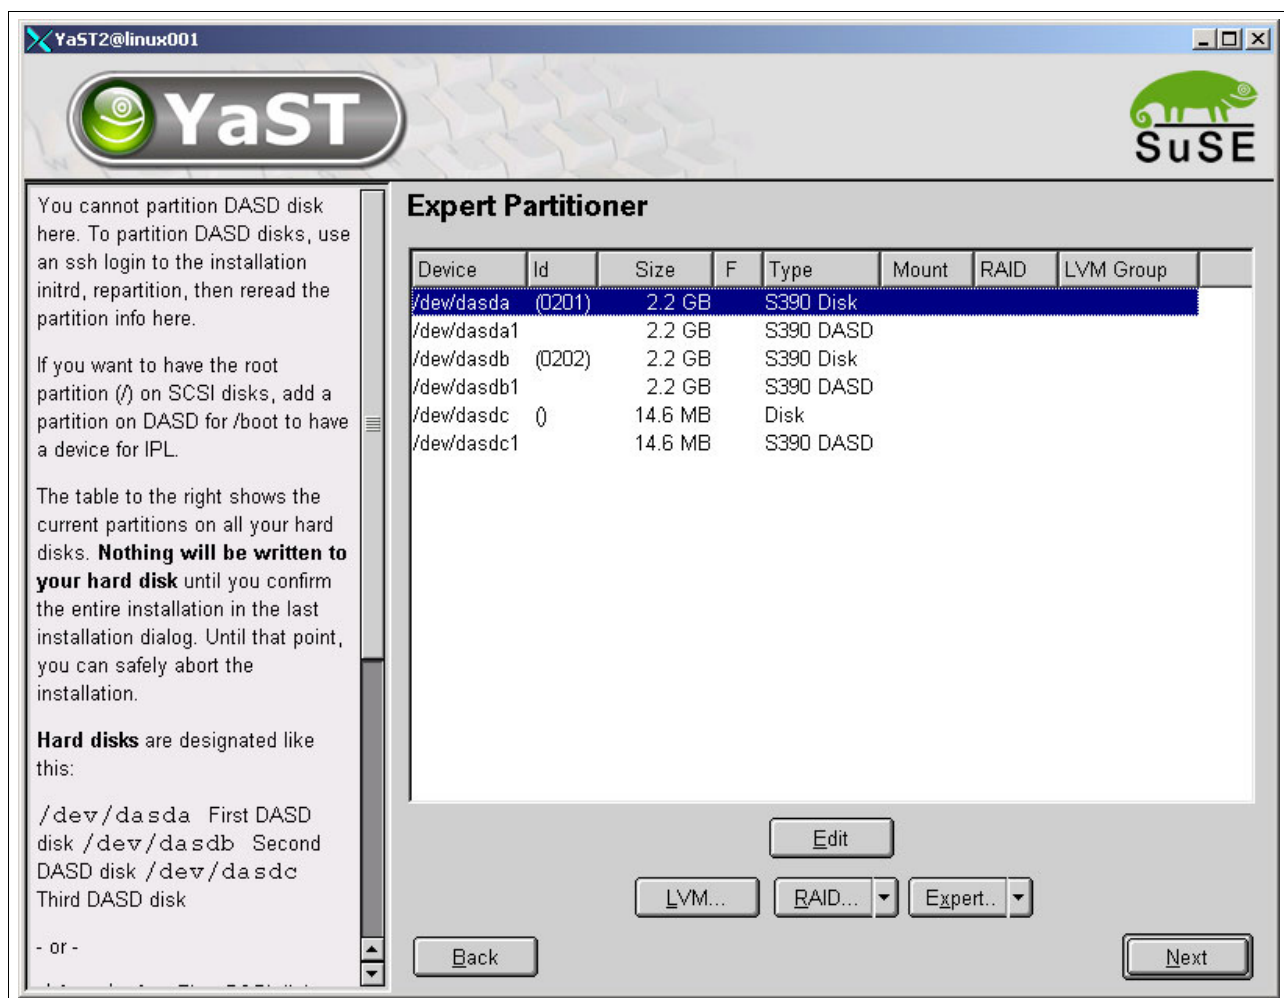 YaST2@linux001
YaST
SuSE
You cannot partition DASD disk
here. To partition DASD disks, use
an ssh login to the installation
initrd, repartition, then reread the
partition info here.
If you want to have the root
partition (/) on SCSI disks, add a
partition on DASD for /boot to have
a device for IPL.
The table to the right shows the
current partitions on all your hard
disks. Nothing will be written to
your hard disk until you confirm
the entire installation in the last
installation dialog. Until that point,
you can safely abort the
installation.
Hard disks are designated like
this:
/dev/dasda First DASD
disk /dev/dasdb Second
DASD disk /dev/dasdc
Third DASD disk
- or -
Expert Partitioner
Device Id Size F Type Mount RAID LVM Group
/dev/dasda (0201) 2.2 GB S390 Disk
/dev/dasda1 2.2 GB S390 DASD
/dev/dasdb (0202) 2.2 GB S390 Disk
/dev/dasdb1 2.2 GB S390 DASD
/dev/dasdc () 14.6 MB Disk
/dev/dasdc1 14.6 MB S390 DASD
Edit
LVM... RAID... Expert..
Back Next